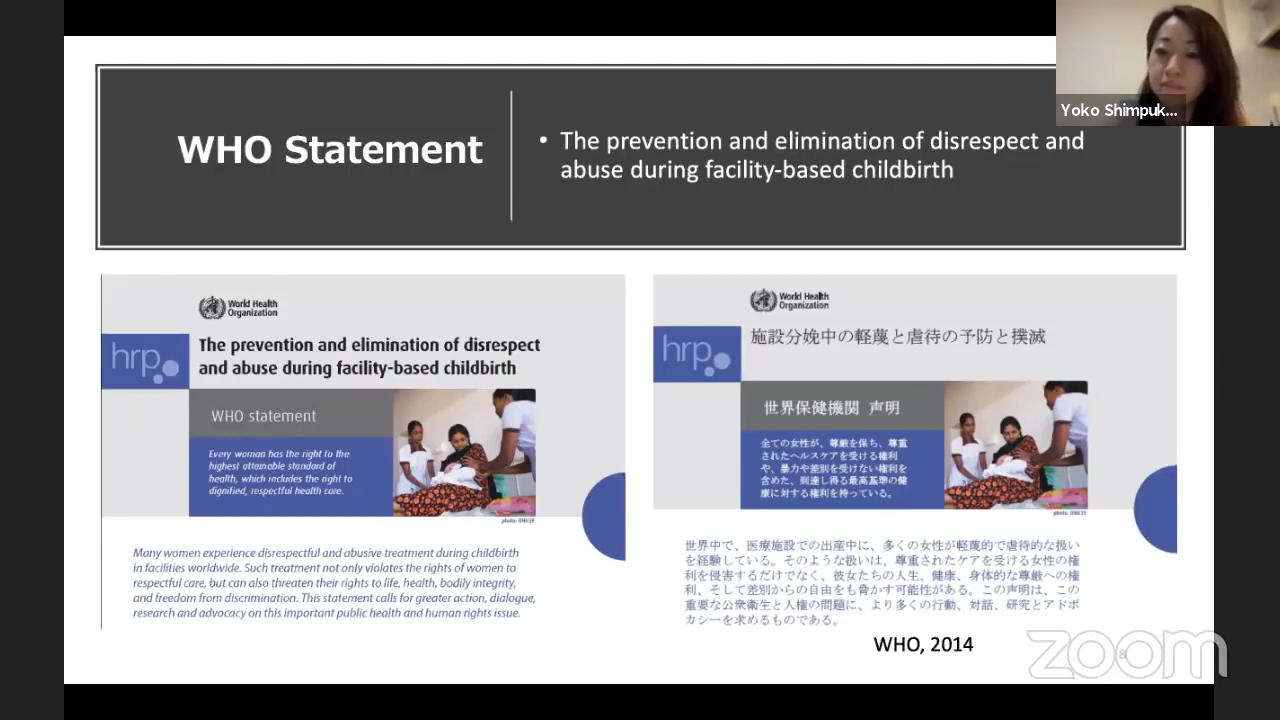 Yoko Shimpuk...
WHO Statement
• The prevention and elimination of disrespect and
abuse during facility-based childbirth
World Health
Organization
hrp
The prevention and elimination of disrespect
and abuse during facility-based childbirth
WHO statement
Every woman has the right to the
highest attainable standard of
health, which includes the right to
dignified, respectful health care.
photo: UNICEF
Many women experience disrespectful and abusive treatment during childbirth
in facilities worldwide. Such treatment not only violates the rights of women to
respectful care, but can also threaten their rights to life, health, bodily integrity,
and freedom from discrimination. This statement calls for greater action, dialogue,
research and advocacy on this important public health and human rights issue.
World Health
Organization
hrp
施設分娩中の軽蔑と虐待の予防と撲滅
世界保健機関 声明
全ての女性が、尊厳を保ち、尊重
されたヘルスケアを受ける権利
や、暴力や差別を受けない権利を
含めた、到達し得る最高基準の健
康に対する権利を持っている。
photo: UNICEF
世界中で、医療施設での出産中に、多くの女性が軽蔑的で虐待的な扱い
を経験している。そのような扱いは、尊重されたケアを受ける女性の権
利を侵害するだけでなく、彼女たちの人生、健康、身体的な尊厳への権
利、そして差別からの自由をも脅かす可能性がある。この声明は、この
重要な公衆衛生と人権の問題に、より多くの行動、対話、研究とアドボ
カシーを求めるものである。
WHO, 2014
8
zoom